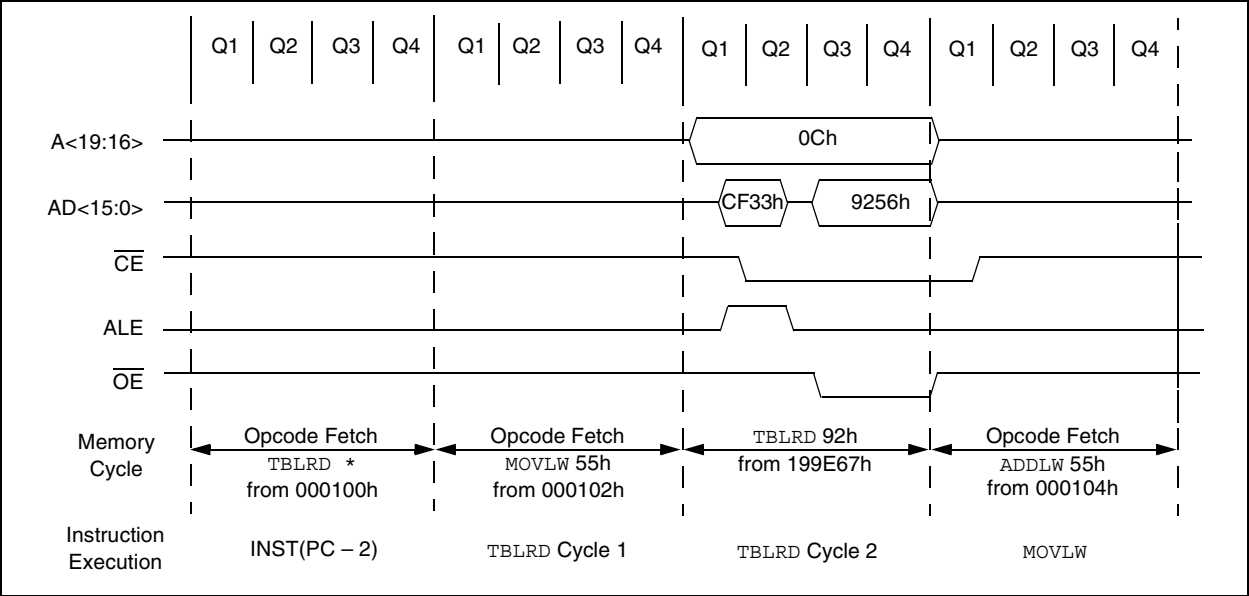 Q1 Q2 Q3 Q4 Q1 Q2 Q3 Q4 Q1 Q2 Q3 Q4 Q1 Q2 Q3 Q4
A<19:16>
0Ch
AD<15:0>
CF33h
9256h
CE
ALE
OE
Memory
Cycle
Opcode Fetch
TBLRD *
from 000100h
Opcode Fetch
MOVLW 55h
from 000102h
TBLRD 92h
from 199E67h
Opcode Fetch
ADDLW 55h
from 000104h
Instruction
Execution
INST(PC – 2)
TBLRD Cycle 1
TBLRD Cycle 2
MOVLW